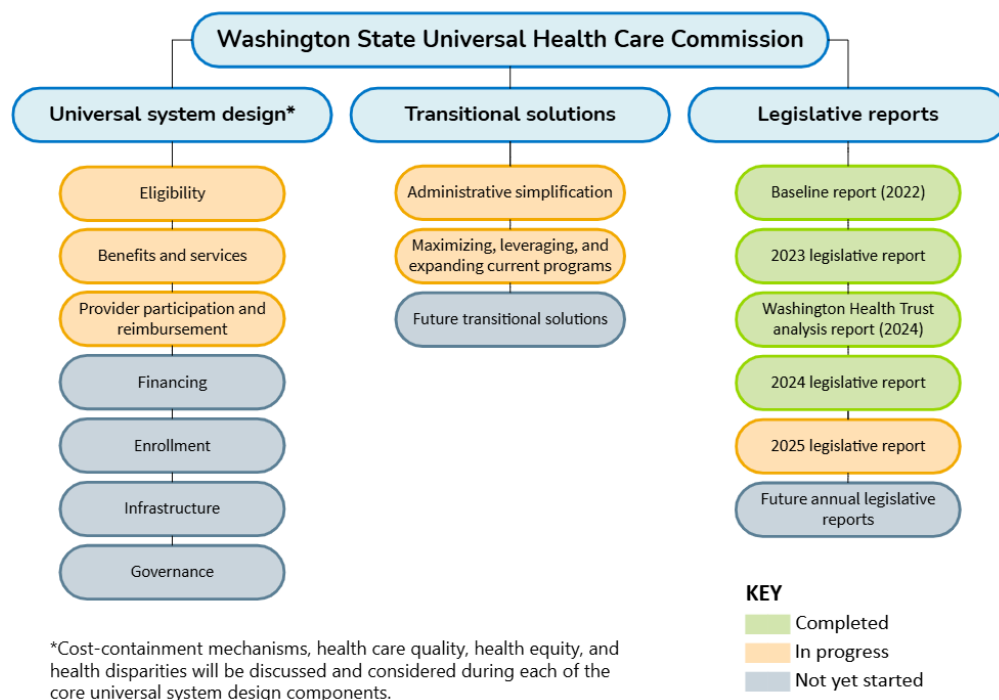 Washington State Universal Health Care Commission
Universal system design*
Transitional solutions
Legislative reports
Eligibility
Benefits and services
Provider participation and
reimbursement
Financing
Enrollment
Infrastructure
Governance
Administrative simplification
Maximizing, leveraging, and
expanding current programs
Future transitional solutions
Baseline report (2022)
2023 legislative report
Washington Health Trust
analysis report (2024)
2024 legislative report
2025 legislative report
Future annual legislative
reports
*Cost-containment mechanisms, health care quality, health equity, and
health disparities will be discussed and considered during each of the
core universal system design components.
KEY
Completed
In progress
Not yet started